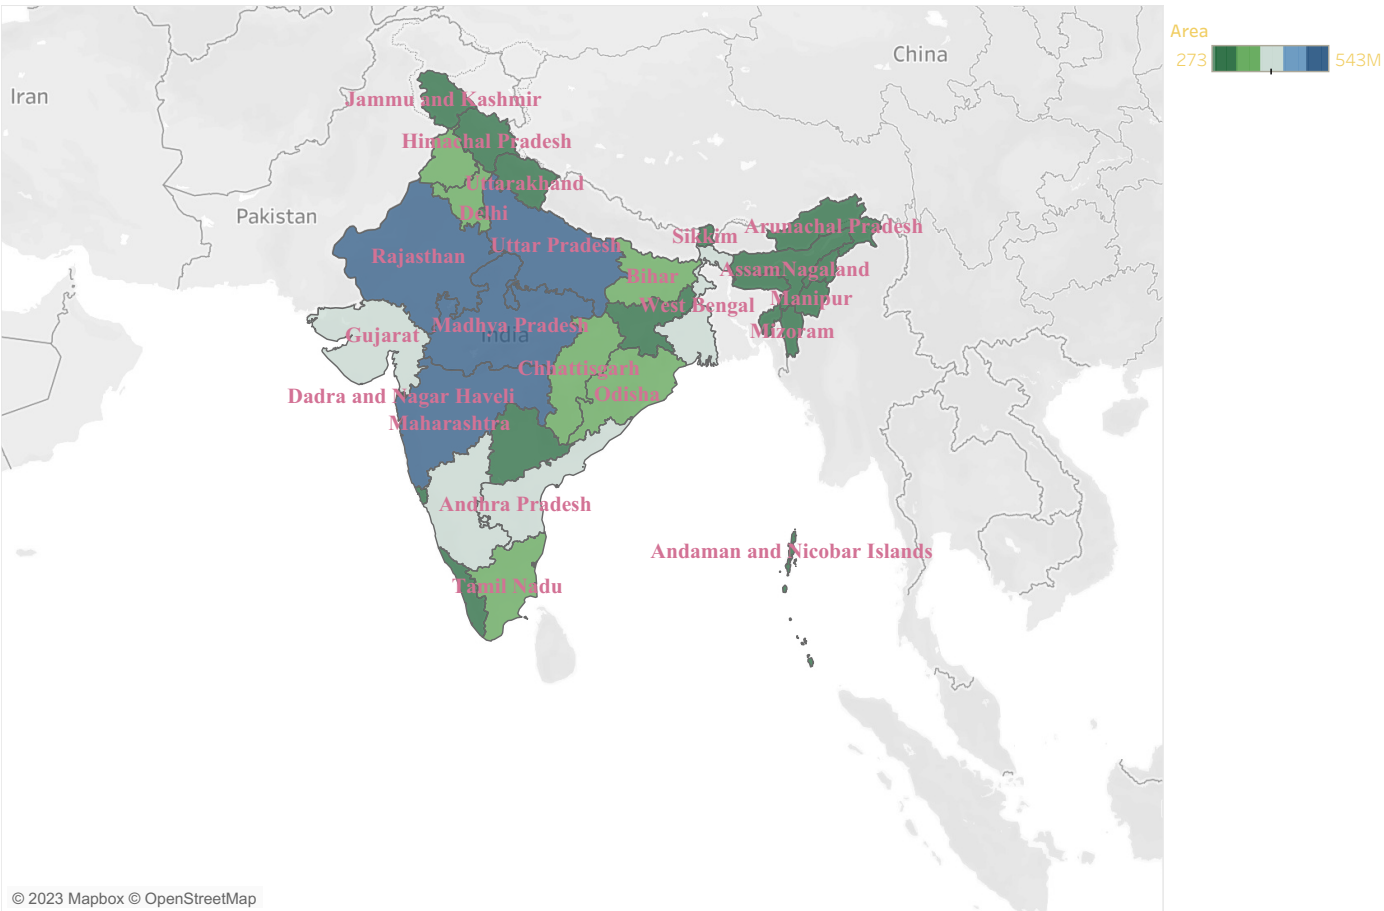 Area
273
543M
China
Iran
Jammu and Kashmir
Himachal Pradesh
Uttarakhand
Pakistan
Delhi
Arunachal Pradesh
Sikkim
Uttar Pradesh
Rajasthan
Assam
Nagaland
Bihar
Manipur
West Bengal
Madhya Pradesh
Mizoram
Gujarat
India
Chhattisgarh
Odisha
Dadra and Nagar Haveli
Maharashtra
Andhra Pradesh
Andaman and Nicobar Islands
Tamil Nadu
© 2023 Mapbox © OpenStreetMap